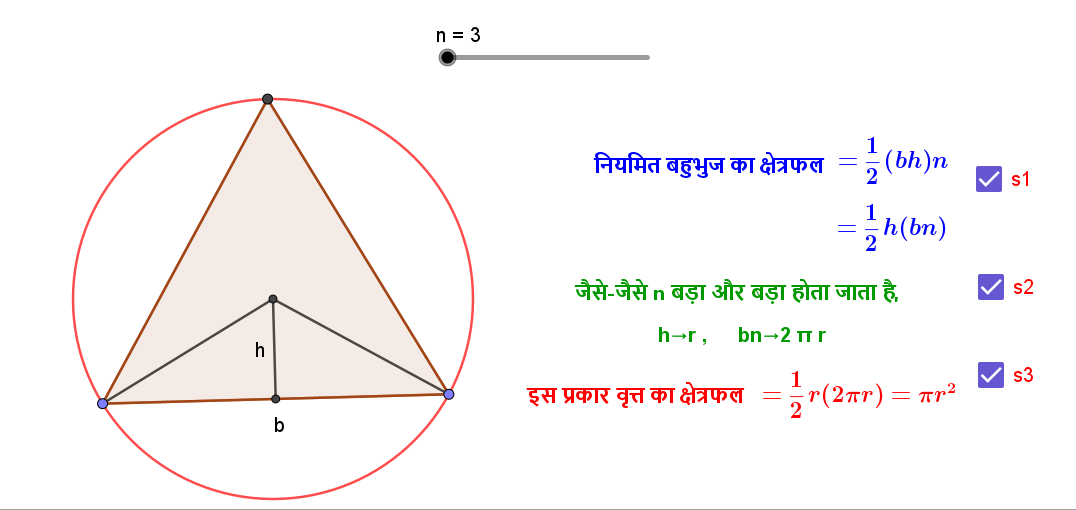 n = 3
नियमित बहुभुज का क्षेत्रफल = 1/2 (bh)n
s1
= 1/2 h(bn)
जैसे-जैसे n बड़ा और बड़ा होता जाता है,
s2
h→r , bn→2 π r
इस प्रकार वृत्त का क्षेत्रफल = 1/2 r(2πr) = πr²
s3
h
b